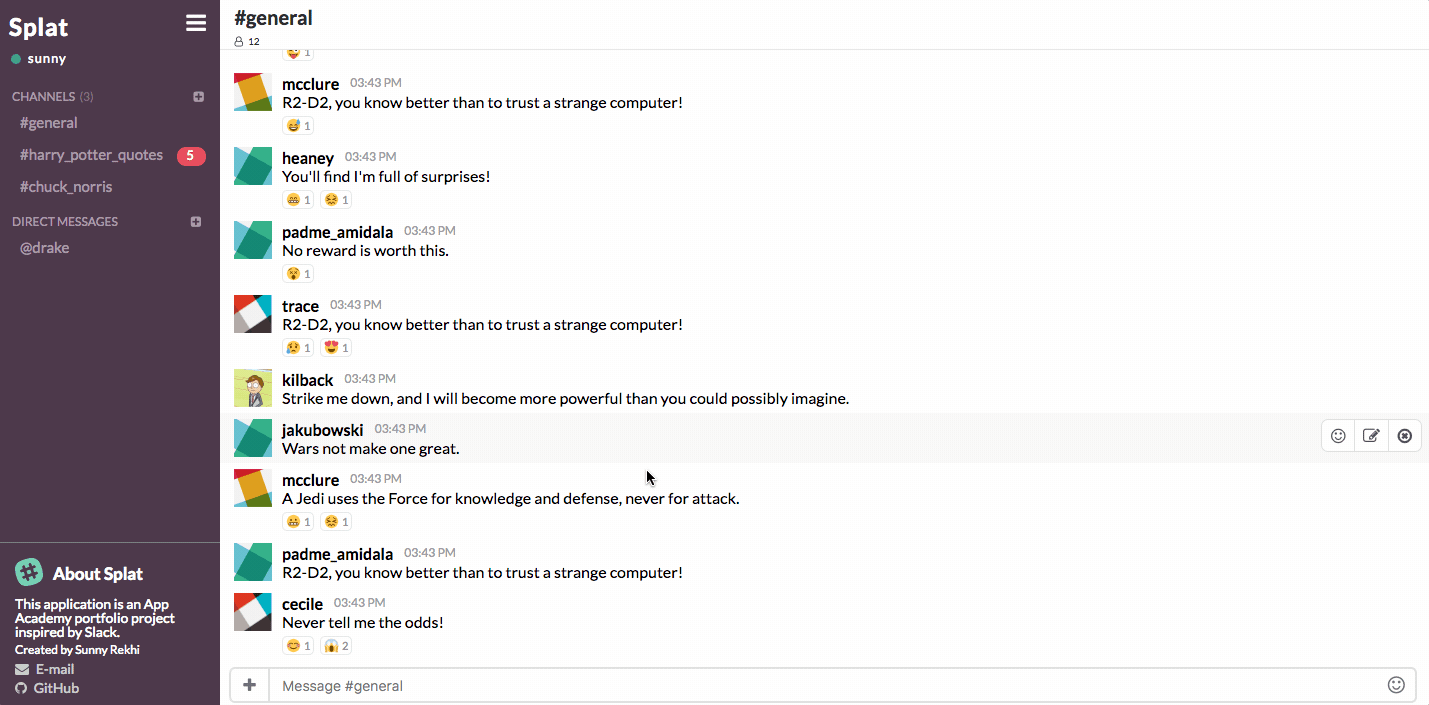 Splat
sunny
CHANNELS (3)
#general
#harry_potter_quotes 5
#chuck_norris
DIRECT MESSAGES
@drake
About Splat
This application is an App
Academy portfolio project
inspired by Slack.
Created by Sunny Rekhi
E-mail
GitHub
#general
12
1
mcclure 03:43 PM
R2-D2, you know better than to trust a strange computer!
1
heaney 03:43 PM
You'll find I'm full of surprises!
1 1
padme_amidala 03:43 PM
No reward is worth this.
1
trace 03:43 PM
R2-D2, you know better than to trust a strange computer!
1 1
kilback 03:43 PM
Strike me down, and I will become more powerful than you could possibly imagine.
jakubowski 03:43 PM
Wars not make one great.
mcclure 03:43 PM
A Jedi uses the Force for knowledge and defense, never for attack.
1 1
padme_amidala 03:43 PM
R2-D2, you know better than to trust a strange computer!
cecile 03:43 PM
Never tell me the odds!
1 2
Message #general